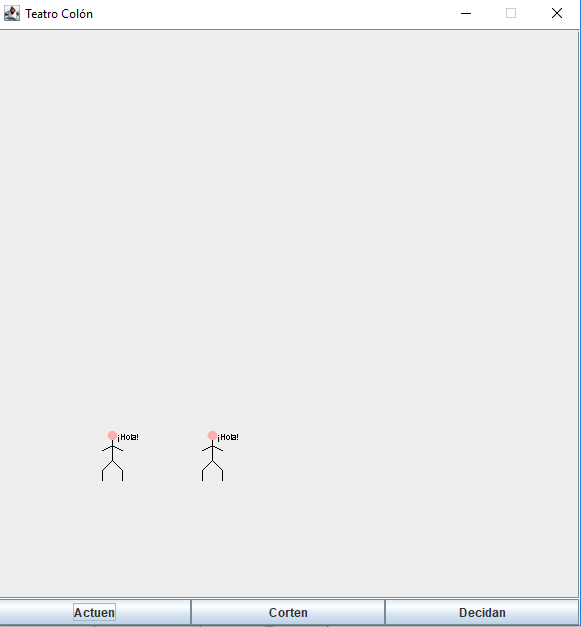 Teatro Colón
¡Hola! ¡Hola!
Actuen Corten Decidan